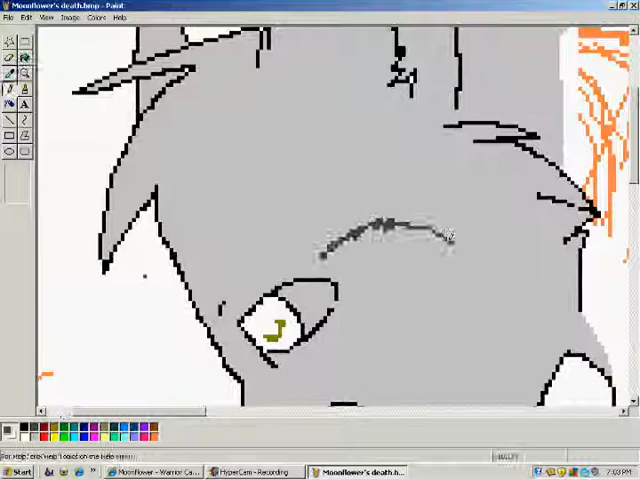 Moonflower's death.bmp - Paint
File Edit View Image Colors Help
A
For Help, click Help Topics on the Help Menu.
Start
Moonflower - Warrior Ca...
HyperCam - Recording
Moonflower's death.b...
7:03 PM